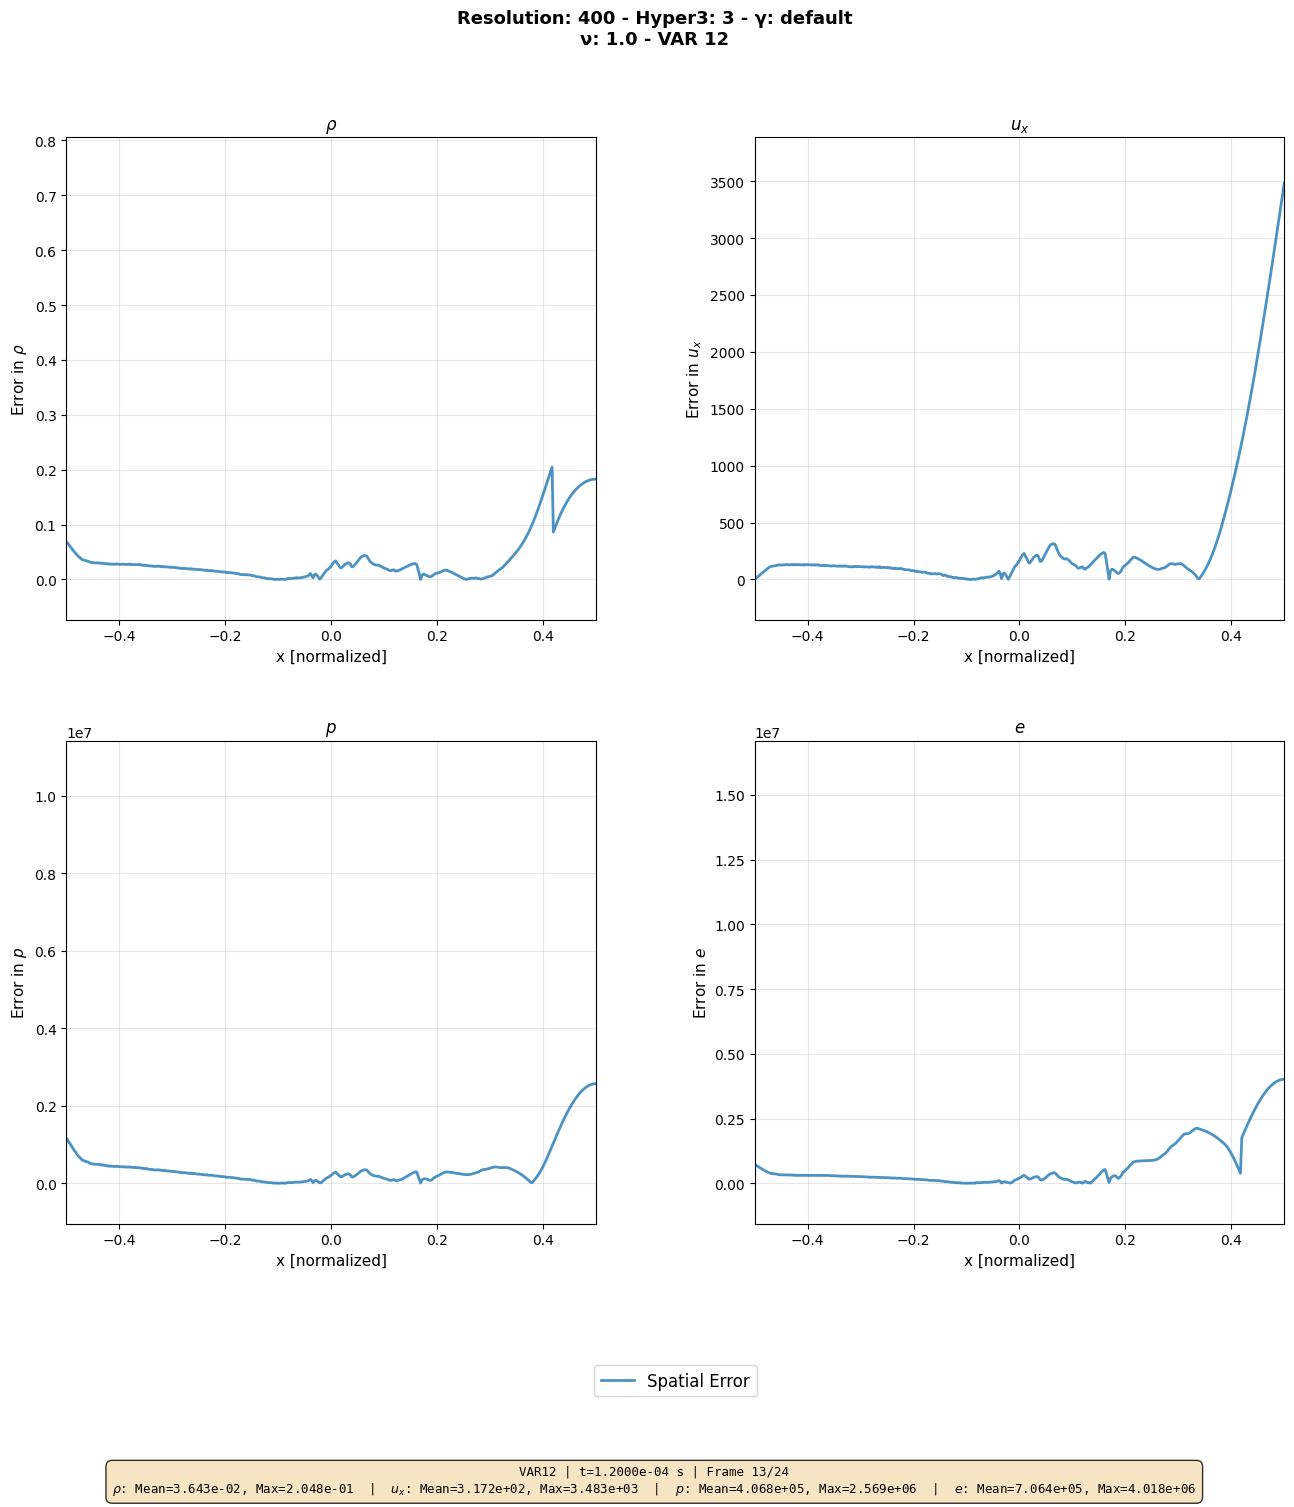 Resolution: 400 - Hyper3: 3 - γ: default
ν: 1.0 - VAR 12
ρ
Error in ρ
0.8
0.7
0.6
0.5
0.4
0.3
0.2
0.1
0.0
−0.4 −0.2 0.0 0.2 0.4
x [normalized]
uₓ
Error in uₓ
3500
3000
2500
2000
1500
1000
500
0
−0.4 −0.2 0.0 0.2 0.4
x [normalized]
p
1e7
Error in p
1.0
0.8
0.6
0.4
0.2
0.0
−0.4 −0.2 0.0 0.2 0.4
x [normalized]
e
1e7
Error in e
1.50
1.25
1.00
0.75
0.50
0.25
0.00
−0.4 −0.2 0.0 0.2 0.4
x [normalized]
Spatial Error
VAR12 | t=1.2000e-04 s | Frame 13/24
ρ: Mean=3.643e-02, Max=2.048e-01 | uₓ: Mean=3.172e+02, Max=3.483e+03 | p: Mean=4.068e+05, Max=2.569e+06 | e: Mean=7.064e+05, Max=4.018e+06